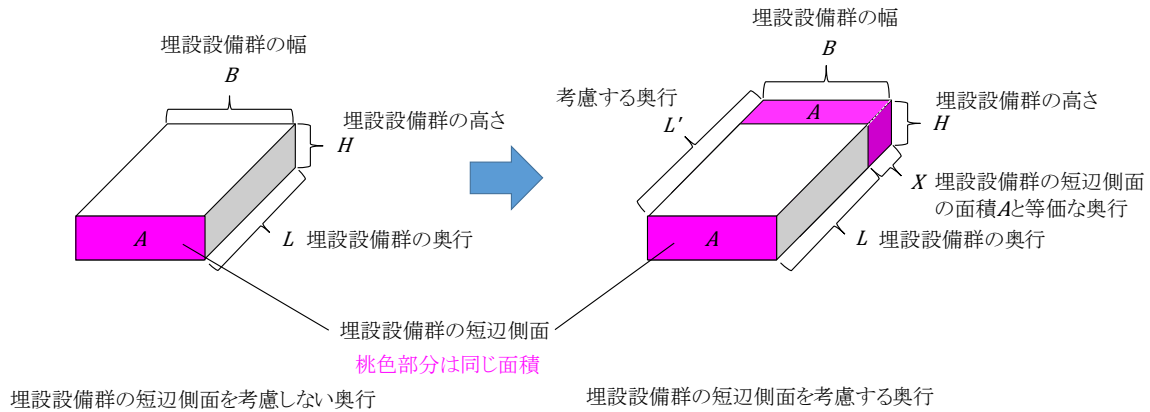 埋設設備群の幅
B
埋設設備群の高さ
H
A
L 埋設設備群の奥行
埋設設備群の幅
B
考慮する奥行
L'
A
埋設設備群の高さ
H
X 埋設設備群の短辺側面
の面積Aと等価な奥行
A
L 埋設設備群の奥行
埋設設備群の短辺側面
桃色部分は同じ面積
埋設設備群の短辺側面を考慮しない奥行
埋設設備群の短辺側面を考慮する奥行